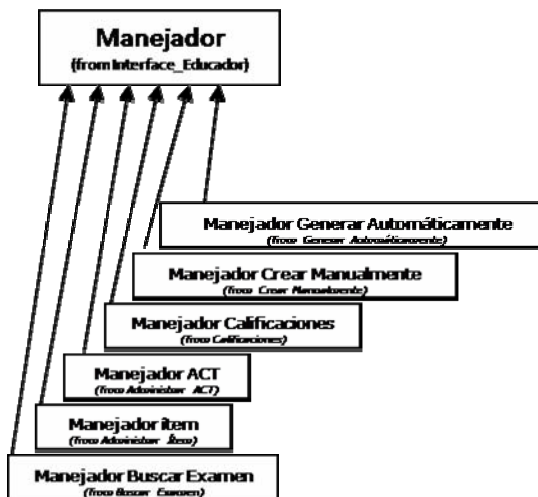 Manejador
(from Interface_Educador)
Manejador Generar Automáticamente
(from Generar Automáticamente)
Manejador Crear Manualmente
(from Crear Manualmente)
Manejador Calificaciones
(from Calificaciones)
Manejador ACT
(from Administrar ACT)
Manejador ítem
(from Administrar Ítem)
Manejador Buscar Examen
(from Buscar Examen)